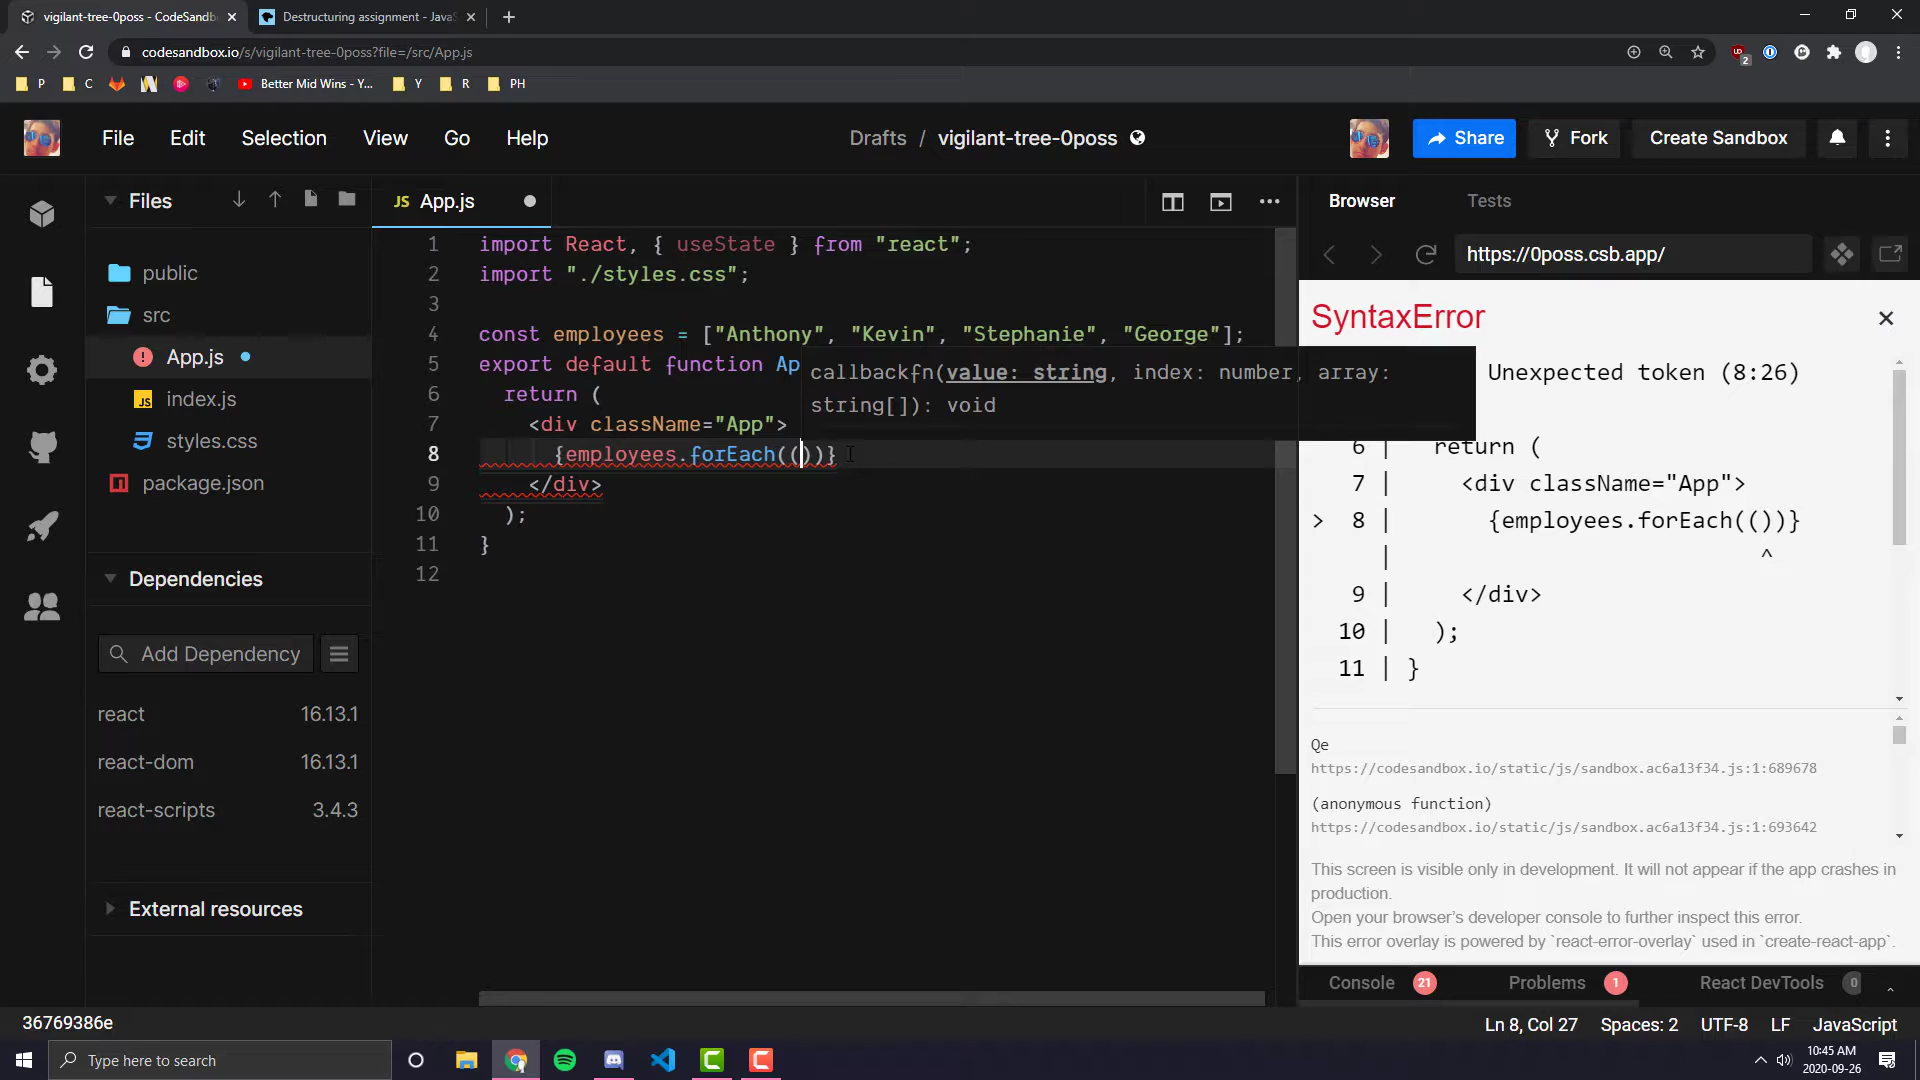 vigilant-tree-0poss - CodeSandb
Destructuring assignment - JavaS
codesandbox.io/s/vigilant-tree-0poss?file=/src/App.js
2
P
C
Better Mid Wins - Y...
Y
R
PH
File
Edit
Selection
View
Go
Help
Drafts / vigilant-tree-0poss
Share
Fork
Create Sandbox
Files
public
src
App.js
index.js
styles.css
package.json
Dependencies
Add Dependency
react 16.13.1
react-dom 16.13.1
react-scripts 3.4.3
External resources
JS App.js
1 import React, { useState } from "react";
2 import "./styles.css";
3
4 const employees = ["Anthony", "Kevin", "Stephanie", "George"];
5 export default function Ap
6 return (
7 <div className="App">
8 {employees.forEach(())}
9 </div>
10 );
11 }
12
callbackfn(value: string, index: number, array:
string[]): void
Browser
Tests
https://0poss.csb.app/
SyntaxError
Unexpected token (8:26)
6 | return (
7 | <div className="App">
> 8 | {employees.forEach(())}
| ^
9 | </div>
10 | );
11 | }
Qe
https://codesandbox.io/static/js/sandbox.ac6a13f34.js:1:689678
(anonymous function)
https://codesandbox.io/static/js/sandbox.ac6a13f34.js:1:693642
This screen is visible only in development. It will not appear if the app crashes in
production.
Open your browser's developer console to further inspect this error.
This error overlay is powered by `react-error-overlay` used in `create-react-app`.
Console 21
Problems 1
React DevTools 0
36769386e
Ln 8, Col 27
Spaces: 2
UTF-8
LF
JavaScript
Type here to search
10:45 AM
2020-09-26